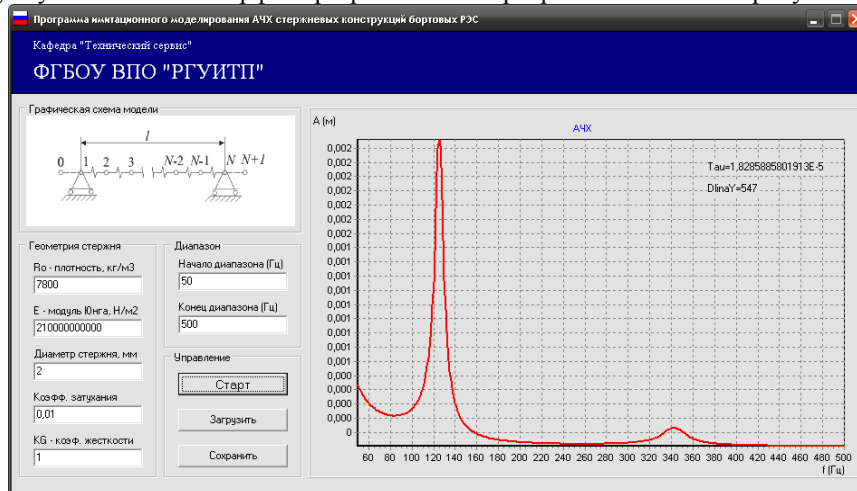 Программа имитационного моделирования АЧХ стержневых конструкций бортовых РЭС
Кафедра "Технический сервис"
ФГБОУ ВПО "РГУИТП"
Графическая схема модели
l
0 1 2 3 N-2 N-1 N N+1
Геометрия стержня
Ro - плотность, кг/м3
7800
E - модуль Юнга, Н/м2
210000000000
Диаметр стержня, мм
2
Коэфф. затухания
0,01
KG - коэф. жесткости
1
Диапазон
Начало диапазона (Гц)
50
Конец диапазона (Гц)
500
Управление
Старт
Загрузить
Сохранить
A (м)
АЧХ
Tau=1,8285885801913E-5
DlinaY=547
0,002
0,002
0,002
0,002
0,002
0,002
0,002
0,001
0,001
0,001
0,001
0,001
0,001
0,001
0,001
0,001
0,000
0,000
0,000
0
60 80 100 120 140 160 180 200 220 240 260 280 300 320 340 360 380 400 420 440 460 480 500
f (Гц)